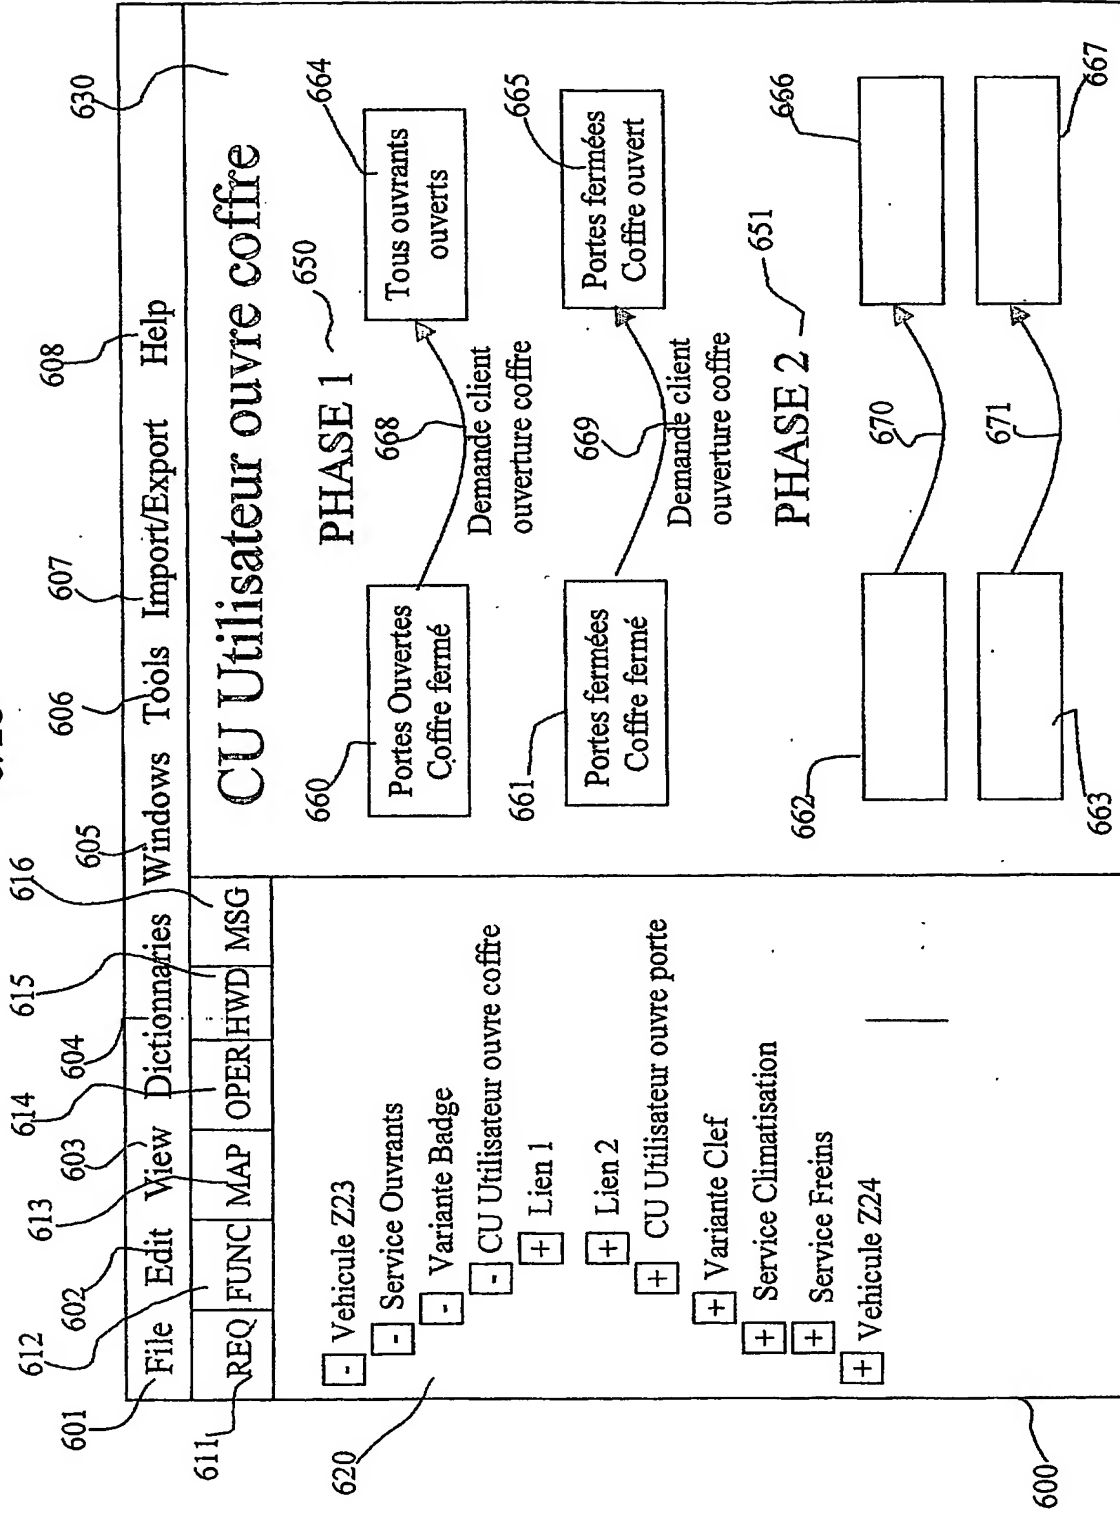 630
608
607
606
605
616
615
604
614
603
613
602
612
601
File Edit View Dictionnaries Windows Tools Import/Export Help
REQ FUNC MAP OPER HWD MSG
611
620
600
- Vehicule Z23
- Service Ouvrants
- Variante Badge
- CU Utilisateur ouvre coffre
+ Lien 1
+ Lien 2
+ CU Utilisateur ouvre porte
+ Variante Clef
+ Service Climatisation
+ Service Freins
+ Vehicule Z24
CU Utilisateur ouvre coffre
PHASE 1
650
660
Portes Ouvertes
Coffre fermé
668
Demande client
ouverture coffre
664
Tous ouvrants
ouverts
661
Portes fermées
Coffre fermé
669
Demande client
ouverture coffre
665
Portes fermées
Coffre ouvert
PHASE 2
651
662
670
666
663
671
667